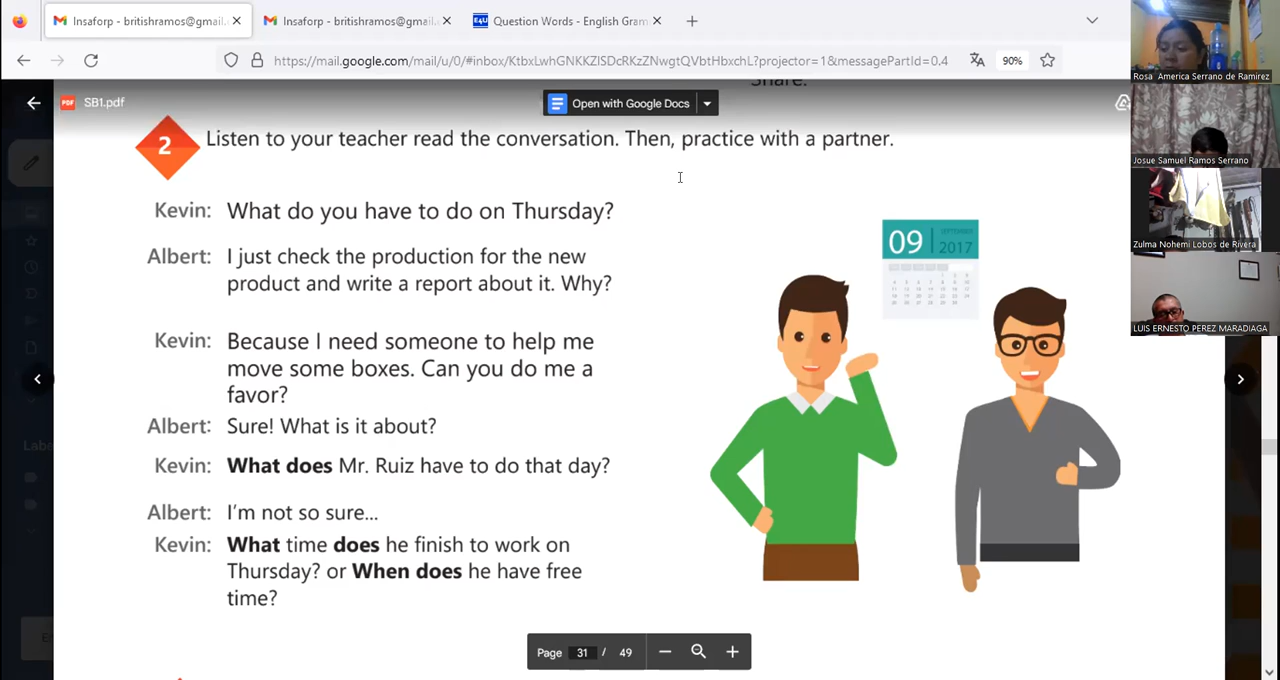 Insaforp - britishramos@gmail.
Insaforp - britishramos@gmail.
E4U Question Words - English Gram
https://mail.google.com/mail/u/0/#inbox/KtbxLwhGNKKZlSDcRKzZNwgtQVbtHbxchL?projector=1&messagePartId=0.4
90%
PDF SB1.pdf
Open with Google Docs
Share.
2 Listen to your teacher read the conversation. Then, practice with a partner.
Kevin: What do you have to do on Thursday?
Albert: I just check the production for the new
product and write a report about it. Why?
Kevin: Because I need someone to help me
move some boxes. Can you do me a
favor?
Albert: Sure! What is it about?
Kevin: What does Mr. Ruiz have to do that day?
Albert: I'm not so sure...
Kevin: What time does he finish to work on
Thursday? or When does he have free
time?
09 SEPTEMBER
2017
Page 31 / 49
Labe
Rosa America Serrano de Ramirez
Josue Samuel Ramos Serrano
Zulma Nohemi Lobos de Rivera
LUIS ERNESTO PEREZ MARADIAGA